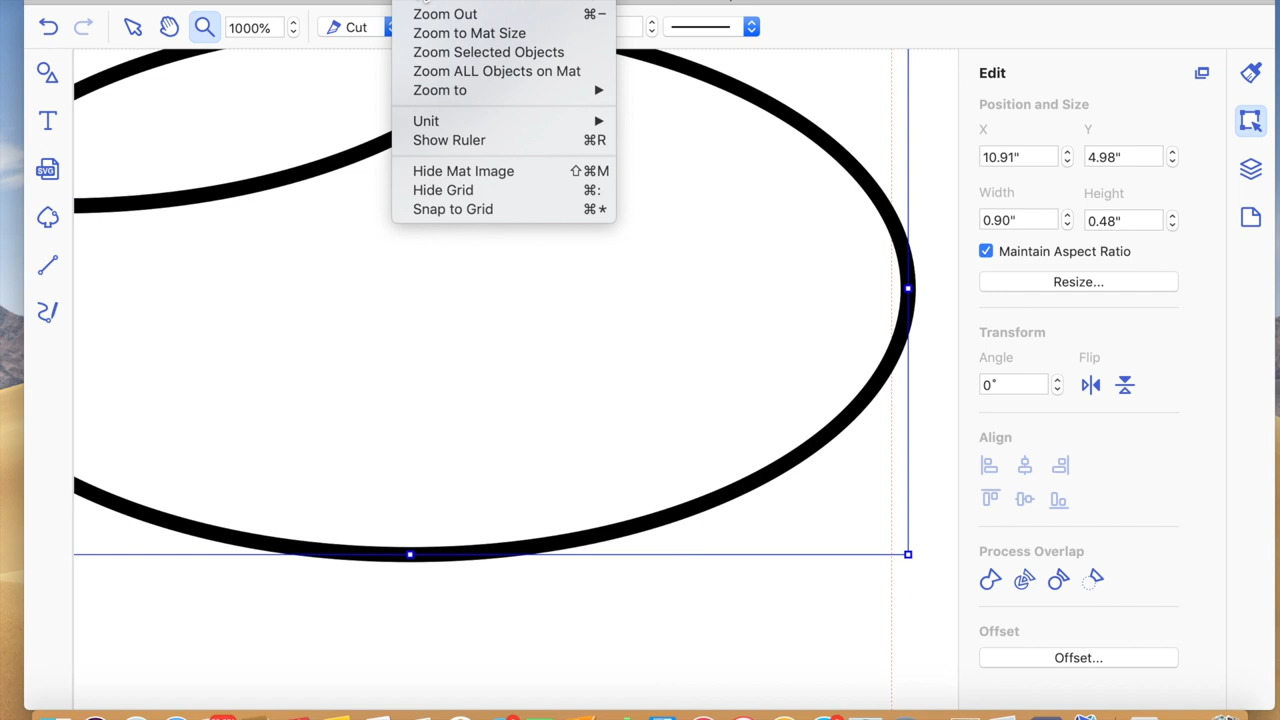 Zoom Out ⌘−
1000%
Cut
Zoom to Mat Size
Zoom Selected Objects
Zoom ALL Objects on Mat
Zoom to
Unit
Show Ruler ⌘R
Hide Mat Image ⇧⌘M
Hide Grid ⌘:
Snap to Grid ⌘*
T
SVG
Edit
Position and Size
X Y
10.91" 4.98"
Width Height
0.90" 0.48"
Maintain Aspect Ratio
Resize...
Transform
Angle Flip
0°
Align
Process Overlap
Offset
Offset...